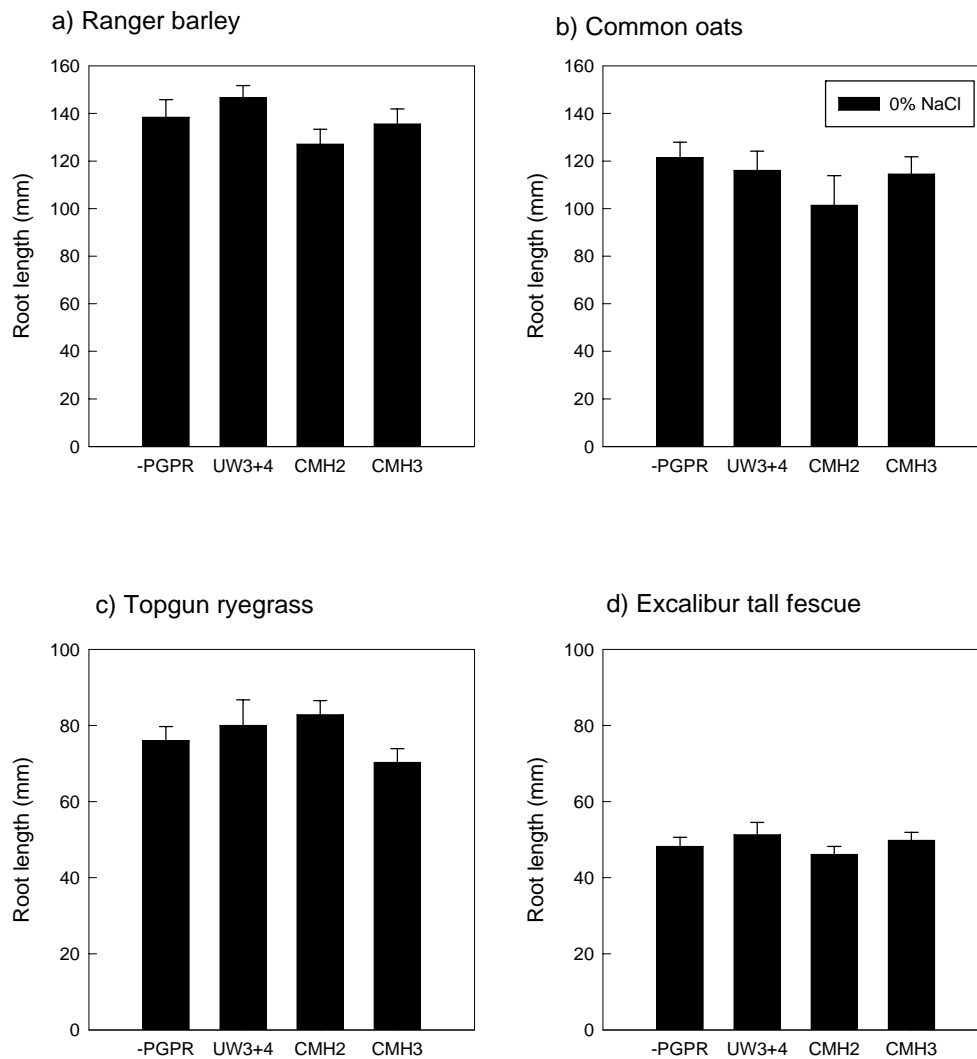 a) Ranger barley
160
140
120
100
80
60
40
20
0
Root length (mm)
-PGPR UW3+4 CMH2 CMH3
b) Common oats
160
140
120
100
80
60
40
20
0
Root length (mm)
0% NaCl
-PGPR UW3+4 CMH2 CMH3
c) Topgun ryegrass
100
80
60
40
20
0
Root length (mm)
-PGPR UW3+4 CMH2 CMH3
d) Excalibur tall fescue
100
80
60
40
20
0
Root length (mm)
-PGPR UW3+4 CMH2 CMH3